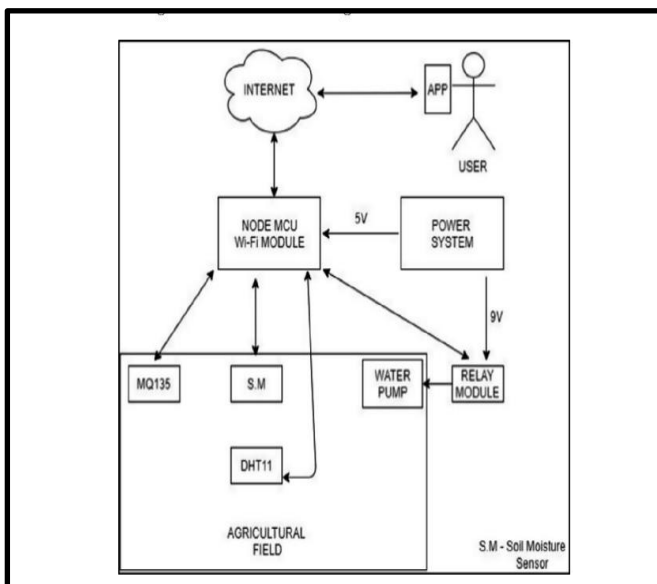 INTERNET
APP
USER
NODE MCU
Wi-Fi MODULE
5V
POWER
SYSTEM
9V
MQ135
S.M
WATER
PUMP
RELAY
MODULE
DHT11
AGRICULTURAL
FIELD
S.M - Soil Moisture
Sensor